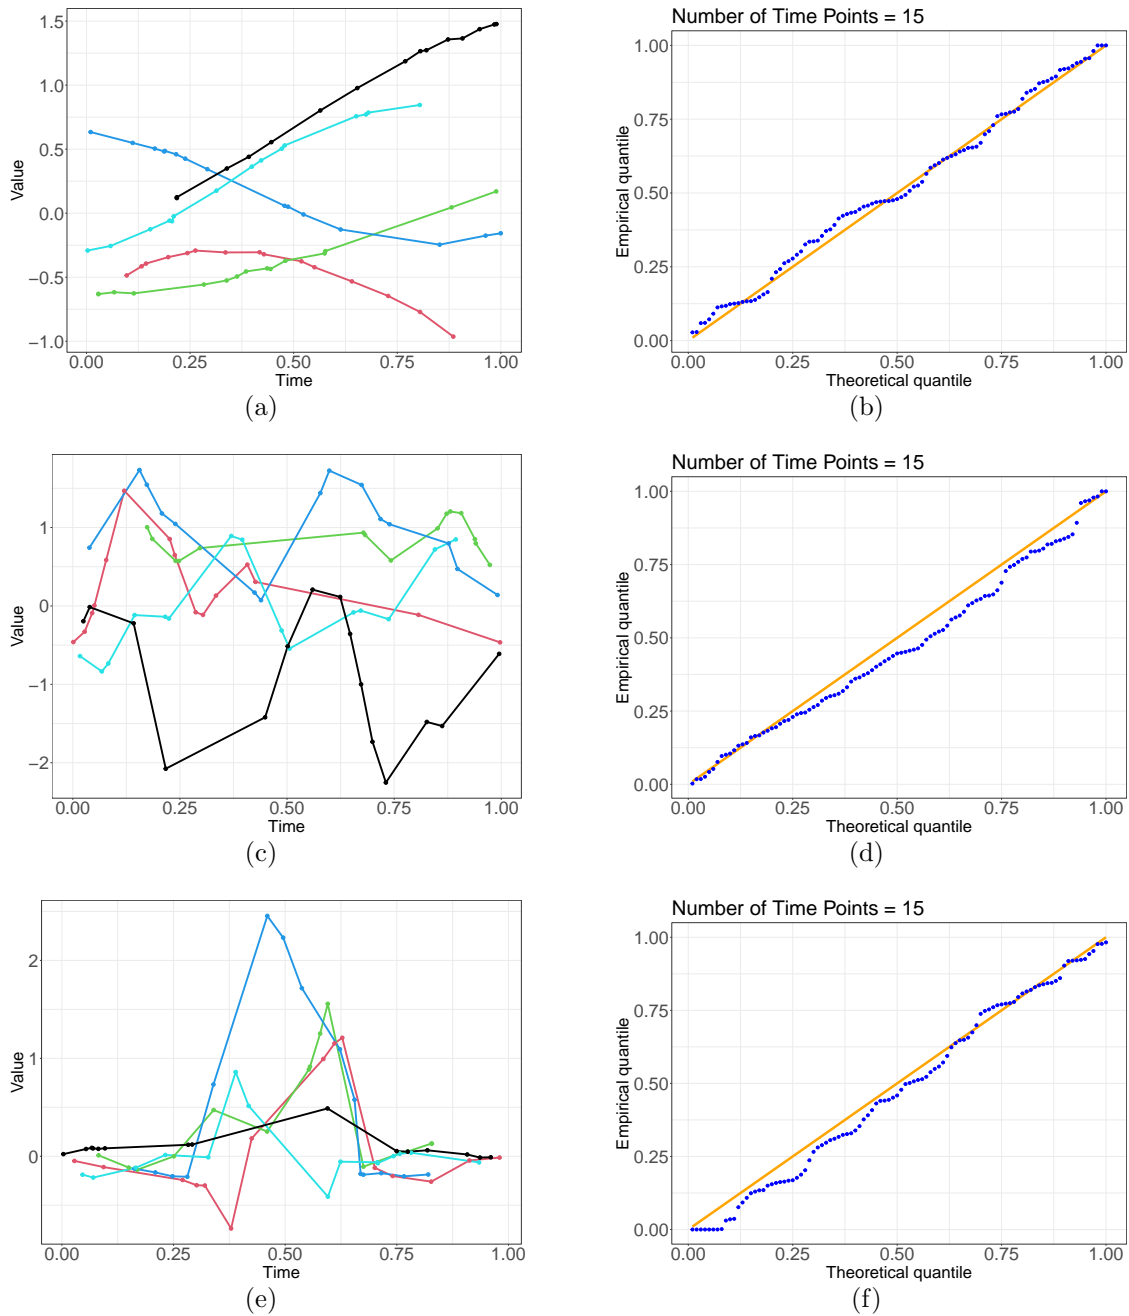 1.5
1.0
0.5
0.0
−0.5
−1.0
Value
0.00 0.25 0.50 0.75 1.00
Time
(a)
Number of Time Points = 15
1.00
0.75
0.50
0.25
0.00
Empirical quantile
0.00 0.25 0.50 0.75 1.00
Theoretical quantile
(b)
1
0
−1
−2
Value
0.00 0.25 0.50 0.75 1.00
Time
(c)
Number of Time Points = 15
1.00
0.75
0.50
0.25
0.00
Empirical quantile
0.00 0.25 0.50 0.75 1.00
Theoretical quantile
(d)
2
1
0
Value
0.00 0.25 0.50 0.75 1.00
Time
(e)
Number of Time Points = 15
1.00
0.75
0.50
0.25
0.00
Empirical quantile
0.00 0.25 0.50 0.75 1.00
Theoretical quantile
(f)